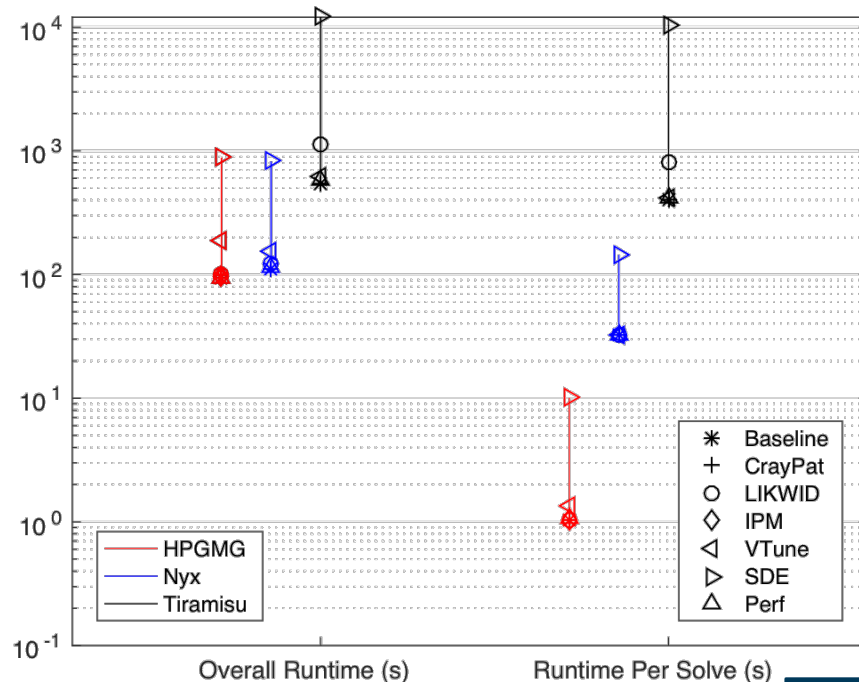 10^4
10^3
10^2
10^1
10^0
10^-1
HPGMG
Nyx
Tiramisu
Baseline
CrayPat
LIKWID
IPM
VTune
SDE
Perf
Overall Runtime (s)
Runtime Per Solve (s)